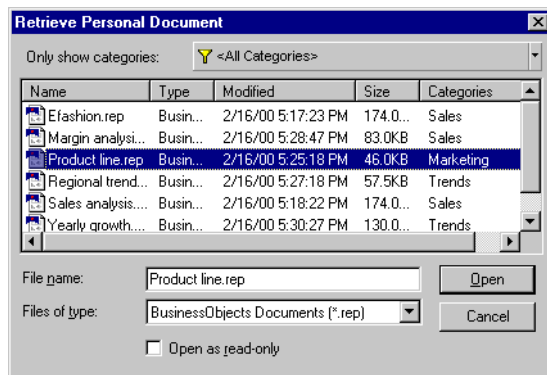 Retrieve Personal Document
Only show categories: <All Categories>
Name Type Modified Size Categories
Efashion.rep Busin... 2/16/00 5:17:23 PM 174.0... Sales
Margin analysi... Busin... 2/16/00 5:28:47 PM 83.0KB Sales
Product line.rep Busin... 2/16/00 5:25:18 PM 46.0KB Marketing
Regional trend... Busin... 2/16/00 5:27:18 PM 57.5KB Trends
Sales analysis.... Busin... 2/16/00 5:18:22 PM 174.0... Sales
Yearly growth.... Busin... 2/16/00 5:30:27 PM 130.0... Trends
File name: Product line.rep Open
Files of type: BusinessObjects Documents (*.rep) Cancel
Open as read-only